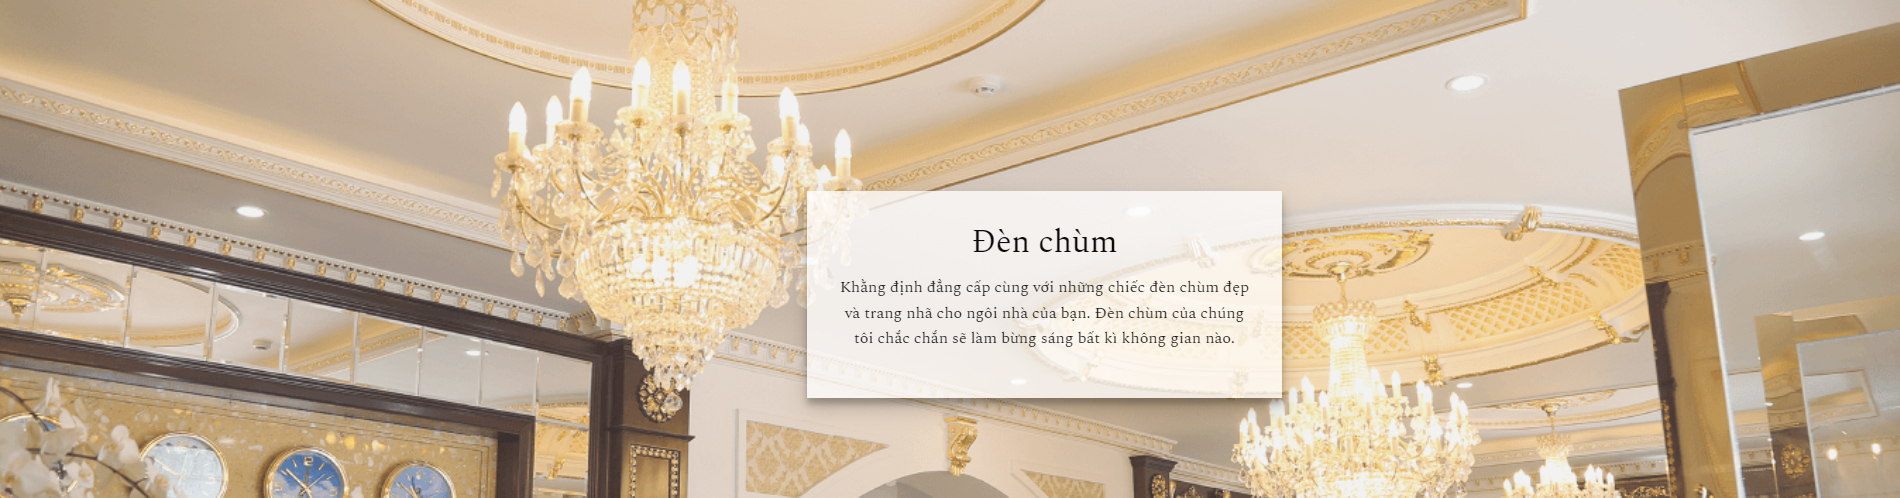 Đèn chùm
Khẳng định đẳng cấp cùng với những chiếc đèn chùm đẹp
và trang nhã cho ngôi nhà của bạn. Đèn chùm của chúng
tôi chắc chắn sẽ làm bừng sáng bất kì không gian nào.